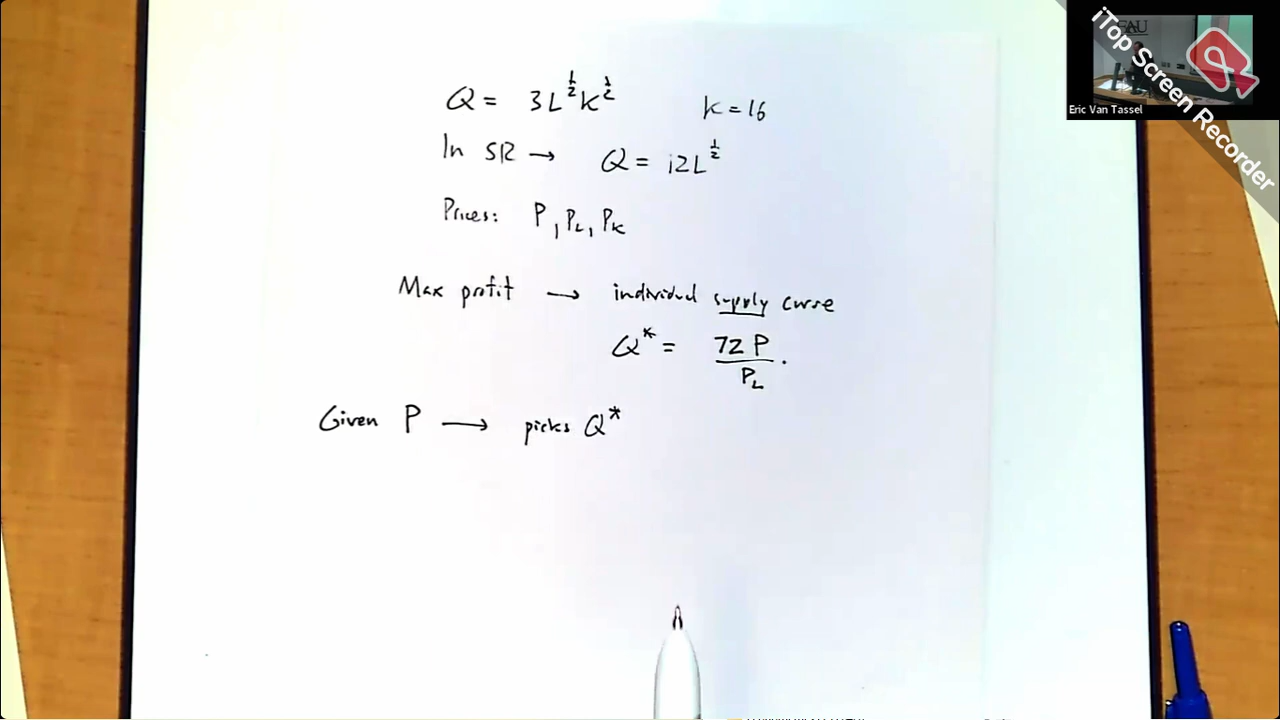 Q = 3L^½ K^½    K = 16
In SR → Q = 12L^½
Prices: P, P_L, P_K
Max profit → individual supply curve
Q* = 72 P / P_L .
Given P → picks Q*
FAU
Eric Van Tassel
iTop Screen Recorder